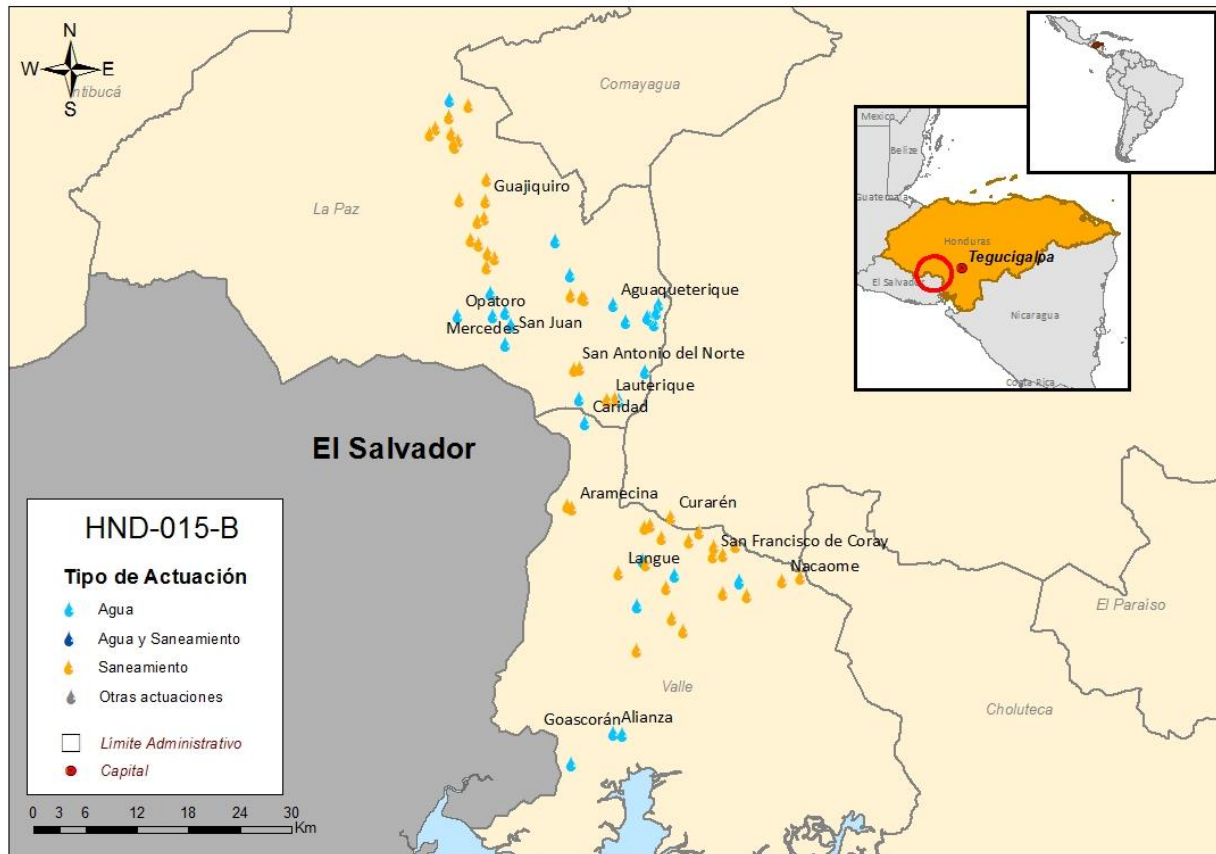 N
W E
S
ntibucá
Comayagua
La Paz
Guajiquiro
Opatoro
Aguaqueterique
Mercedes
San Juan
San Antonio del Norte
Lauterique
Caridad
El Salvador
Aramecina
Curarén
San Francisco de Coray
Langue
Nacaome
El Paraíso
Valle
Choluteca
Goascorán
Alianza
HND-015-B
Tipo de Actuación
Agua
Agua y Saneamiento
Saneamiento
Otras actuaciones
Límite Administrativo
Capital
0 3 6 12 18 24 30
Km
Mexico
Belize
Guatemala
Honduras
Tegucigalpa
El Salvador
Nicaragua
Costa Rica